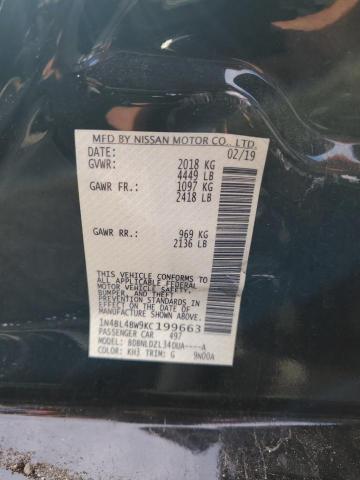 MFD BY NISSAN MOTOR CO., LTD.
DATE: 02/19
GVWR: 2018 KG
4449 LB
GAWR FR: 1097 KG
2418 LB
GAWR RR: 969 KG
2136 LB
THIS VEHICLE CONFORMS TO
ALL APPLICABLE FEDERAL
MOTOR VEHICLE SAFETY,
BUMPER, AND THEFT
PREVENTION STANDARDS
IN EFFECT ON THE DATE OF
MANUFACTURE SHOWN ABOVE.
1N4BL4BW9KC199663
PASSENGER CAR 497
MODEL: BDBNLDZL34DUA----A
COLOR: KH3 TRIM: G 9N00A